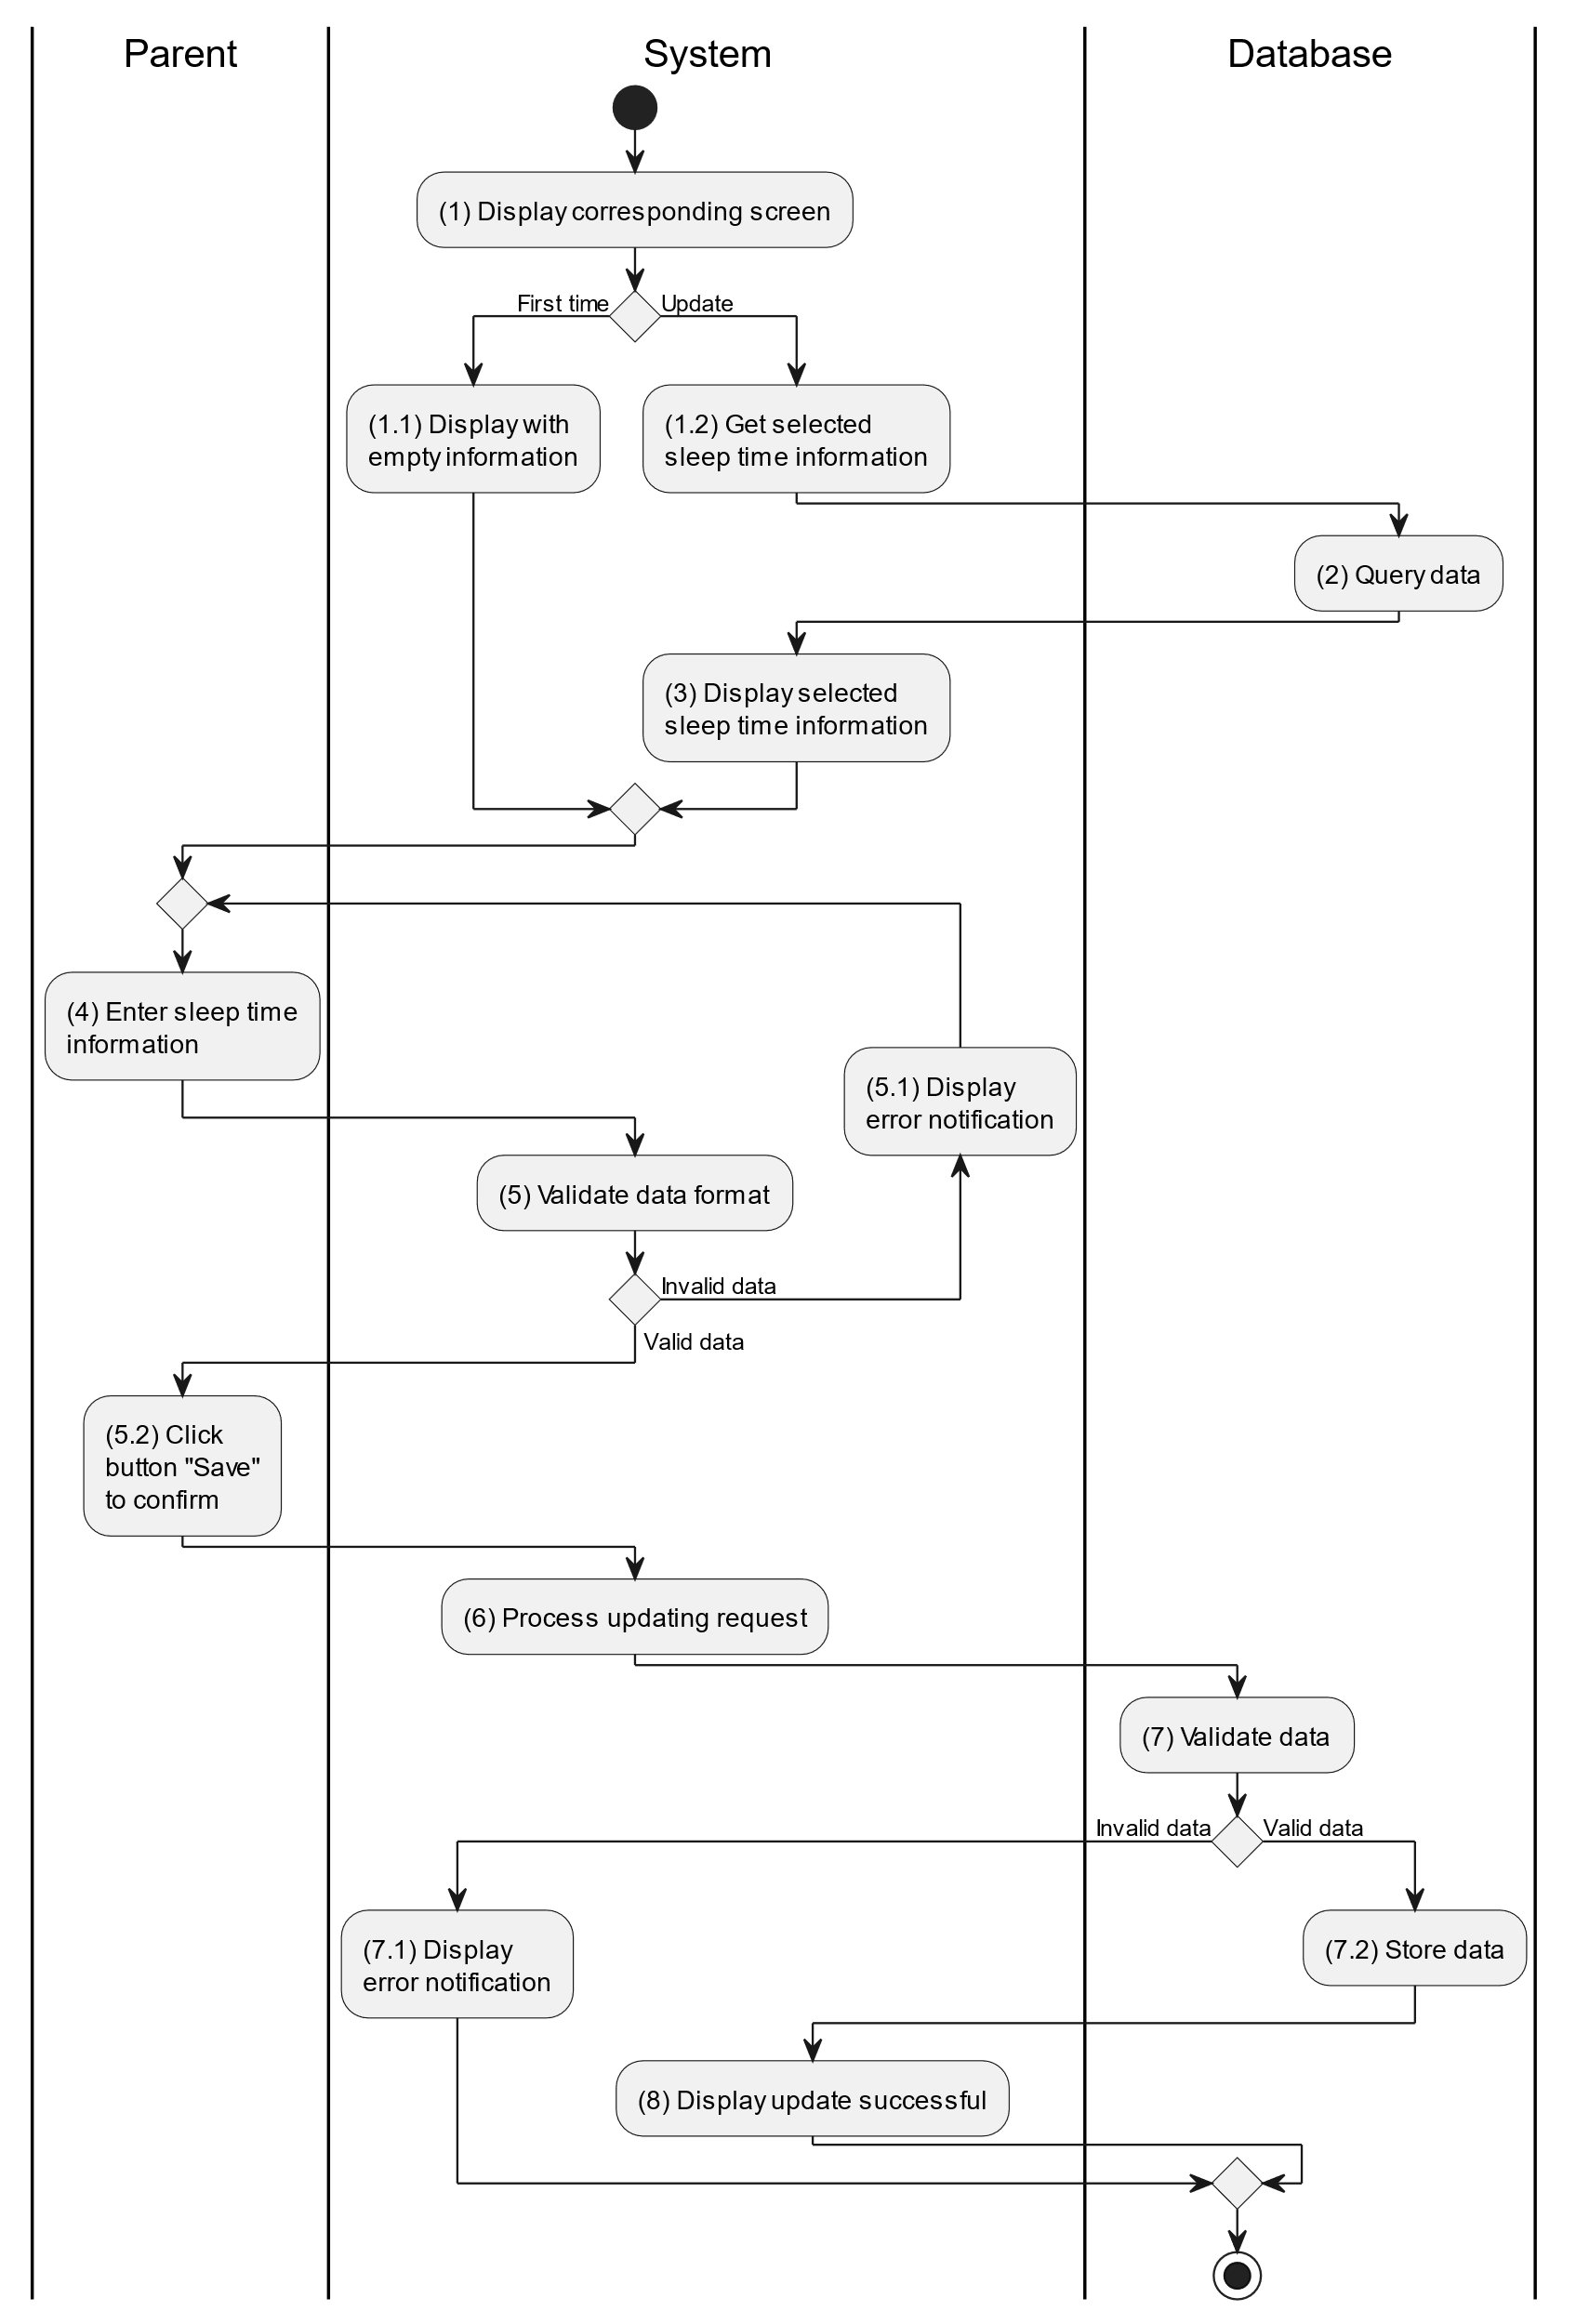 Parent
System
Database
(1) Display corresponding screen
First time
Update
(1.1) Display with
empty information
(1.2) Get selected
sleep time information
(2) Query data
(3) Display selected
sleep time information
(4) Enter sleep time
information
(5.1) Display
error notification
(5) Validate data format
Invalid data
Valid data
(5.2) Click
button "Save"
to confirm
(6) Process updating request
(7) Validate data
Invalid data
Valid data
(7.1) Display
error notification
(7.2) Store data
(8) Display update successful